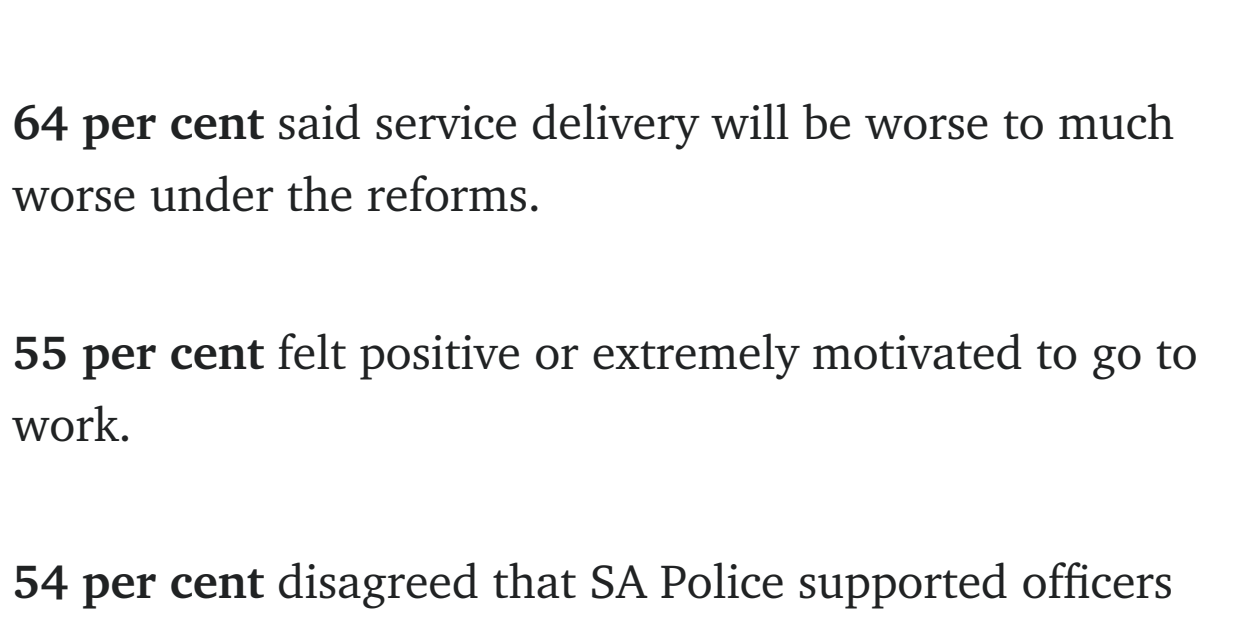 64 per cent said service delivery will be worse to much
worse under the reforms.
55 per cent felt positive or extremely motivated to go to
work.
54 per cent disagreed that SA Police supported officers